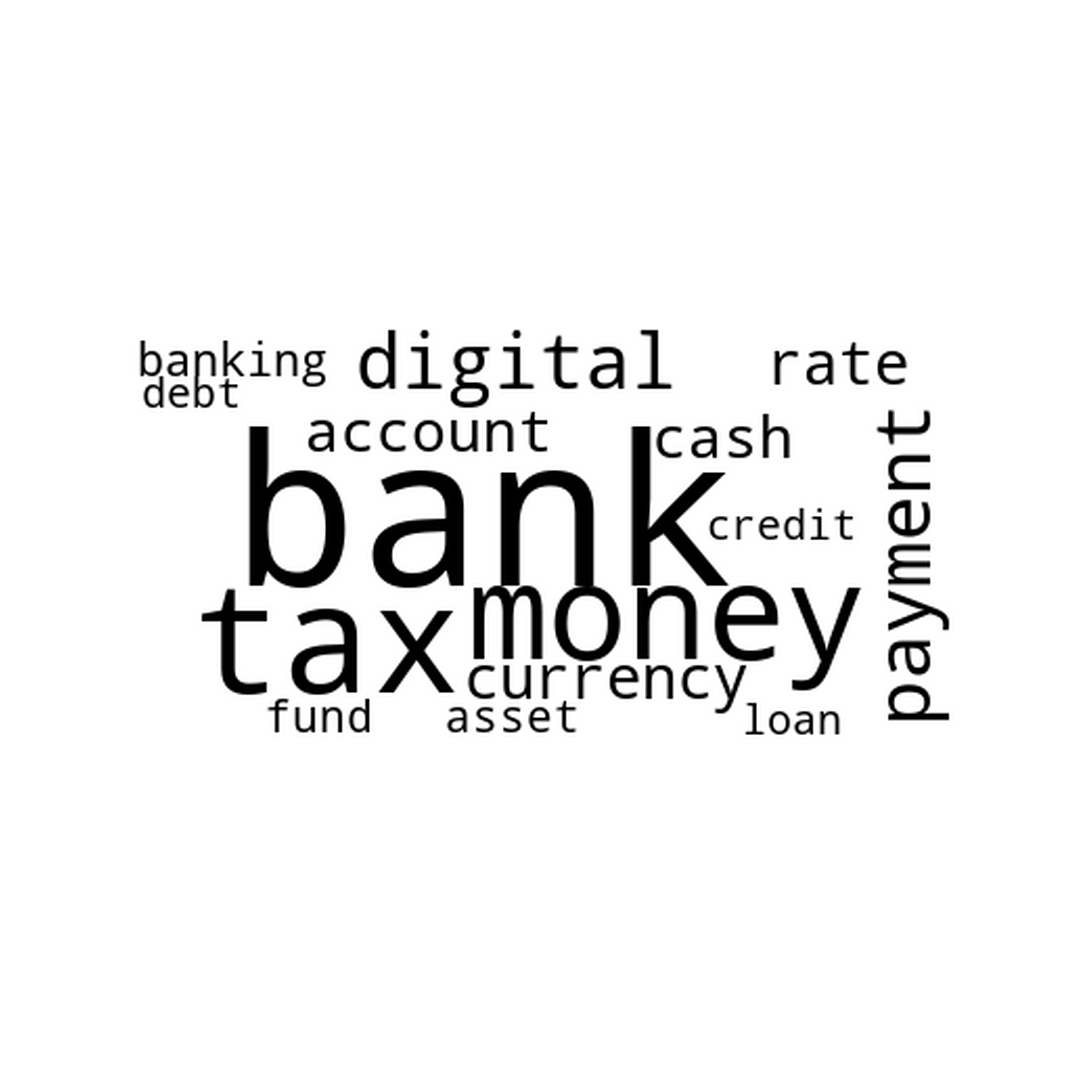 banking digital rate
debt
account cash
bank
credit
payment
tax money
currency
fund asset loan